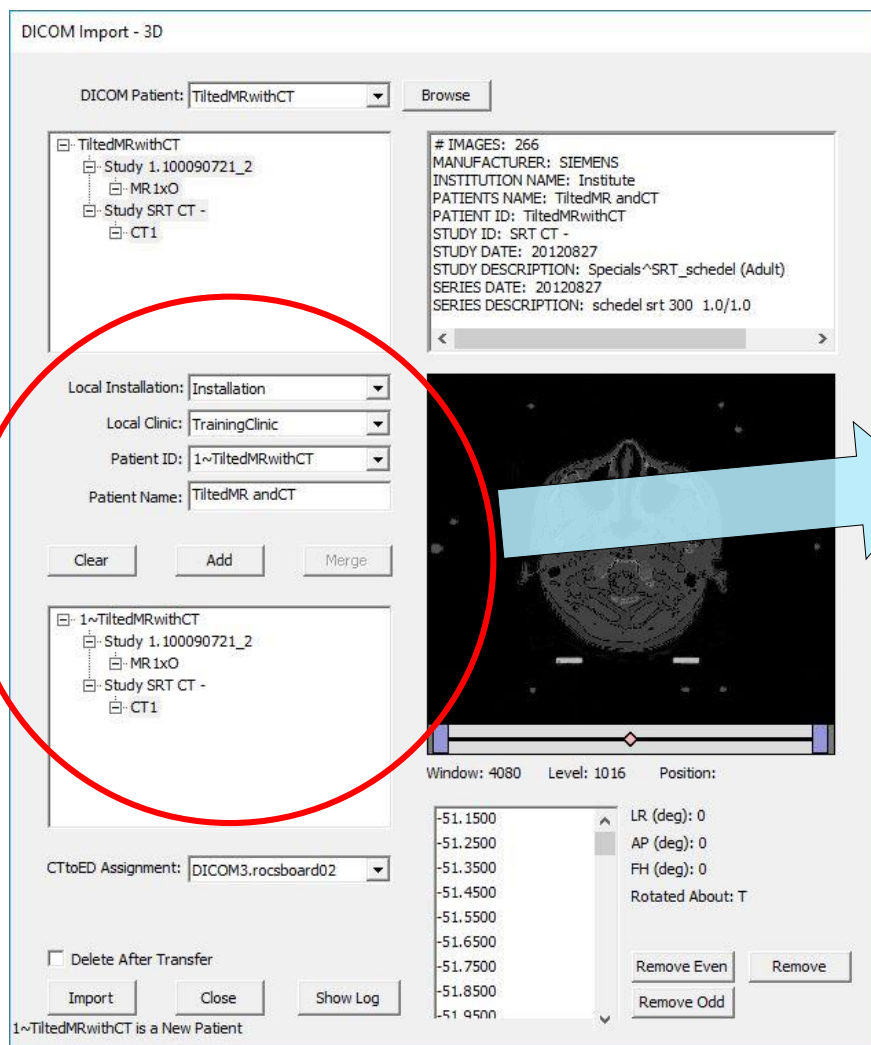 DICOM Import - 3D
DICOM Patient: TiltedMRwithCT Browse
TiltedMRwithCT
Study 1.100090721_2
MR1xO
Study SRT CT -
CT1
# IMAGES: 266
MANUFACTURER: SIEMENS
INSTITUTION NAME: Institute
PATIENTS NAME: TiltedMR andCT
PATIENT ID: TiltedMRwithCT
STUDY ID: SRT CT -
STUDY DATE: 20120827
STUDY DESCRIPTION: Specials^SRT_schedel (Adult)
SERIES DATE: 20120827
SERIES DESCRIPTION: schedel srt 300 1.0/1.0
Local Installation: Installation
Local Clinic: TrainingClinic
Patient ID: 1~TiltedMRwithCT
Patient Name: TiltedMR andCT
Clear Add Merge
1~TiltedMRwithCT
Study 1.100090721_2
MR1xO
Study SRT CT -
CT1
Window: 4080 Level: 1016 Position:
CTtoED Assignment: DICOM3.rocsboard02
-51.1500
-51.2500
-51.3500
-51.4500
-51.5500
-51.6500
-51.7500
-51.8500
-51.9500
LR (deg): 0
AP (deg): 0
FH (deg): 0
Rotated About: T
Remove Even Remove
Remove Odd
Delete After Transfer
Import Close Show Log
1~TiltedMRwithCT is a New Patient